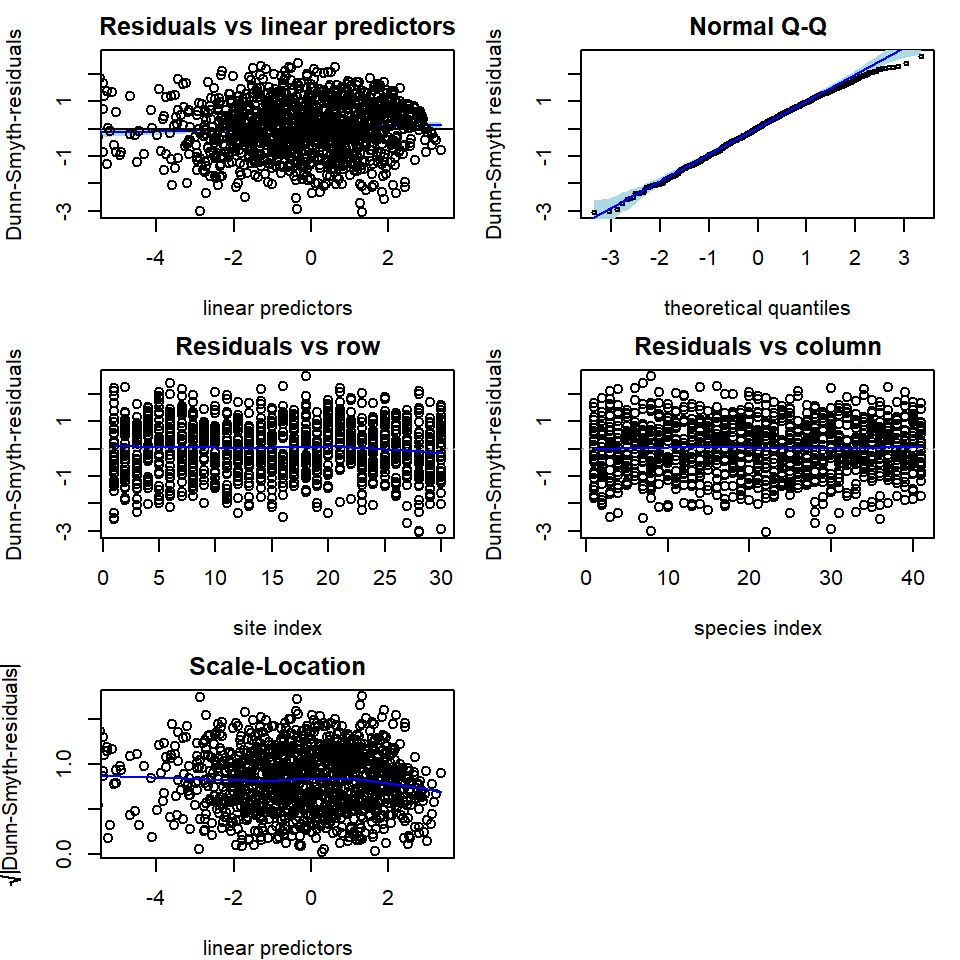 Residuals vs linear predictors
Dunn-Smyth-residuals
1
-1
-3
-4 -2 0 2
linear predictors
Normal Q-Q
Dunn-Smyth residuals
1
-1
-3
-3 -2 -1 0 1 2 3
theoretical quantiles
Residuals vs row
Dunn-Smyth-residuals
1
-1
-3
0 5 10 15 20 25 30
site index
Residuals vs column
Dunn-Smyth-residuals
1
-1
-3
0 10 20 30 40
species index
Scale-Location
√|Dunn-Smyth-residuals|
1.0
0.0
-4 -2 0 2
linear predictors